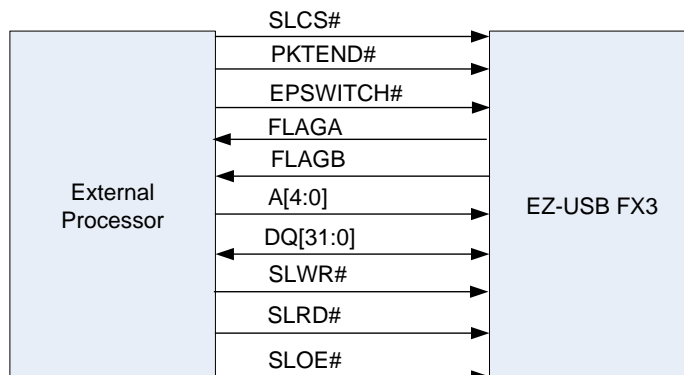 SLCS#
PKTEND#
EPSWITCH#
FLAGA
FLAGB
External
Processor
A[4:0]
EZ-USB FX3
DQ[31:0]
SLWR#
SLRD#
SLOE#